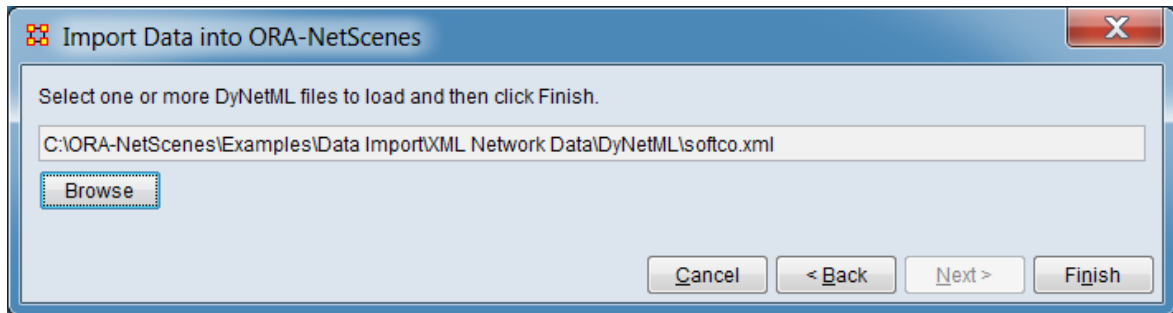 Import Data into ORA-NetScenes
Select one or more DyNetML files to load and then click Finish.
C:\ORA-NetScenes\Examples\Data Import\XML Network Data\DyNetML\softco.xml
Browse
Cancel < Back Next > Finish